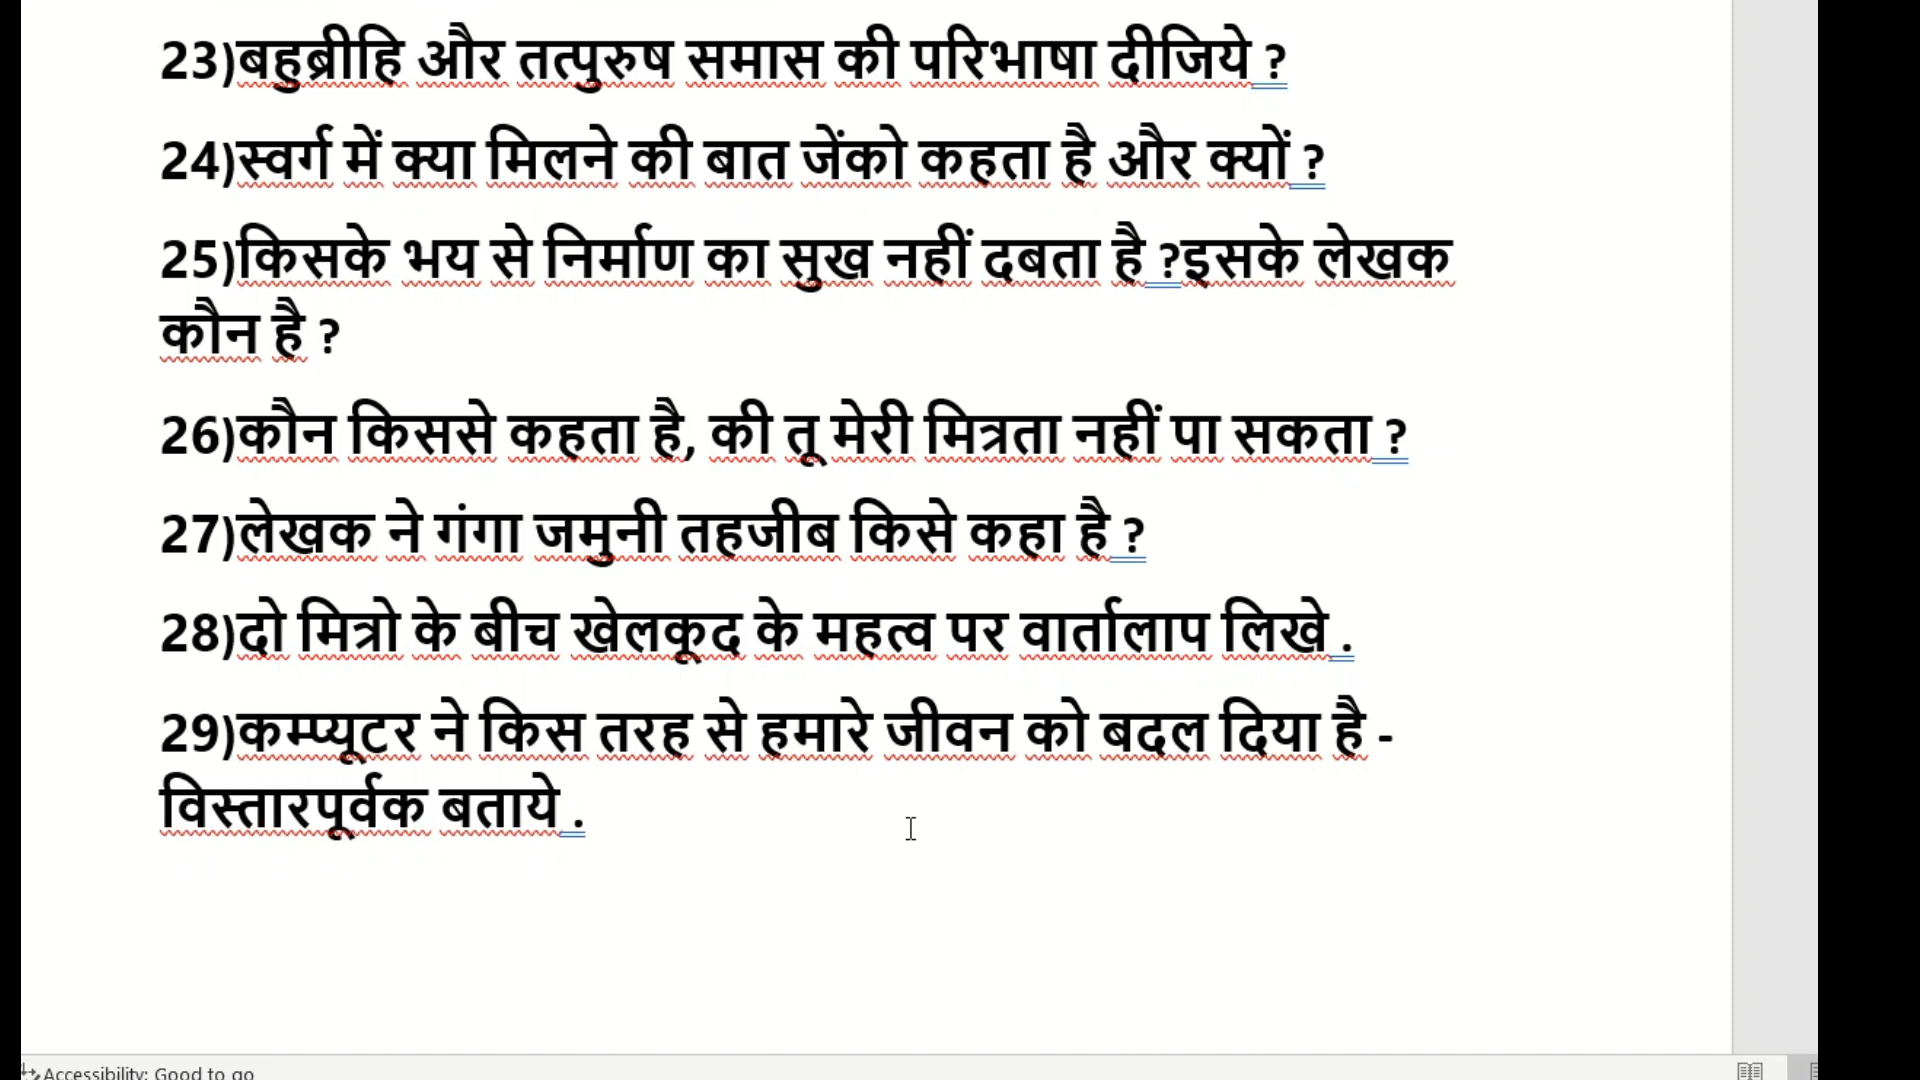 23)बहुब्रीहि और तत्पुरुष समास की परिभाषा दीजिये ?
24)स्वर्ग में क्या मिलने की बात जेंको कहता है और क्यों ?
25)किसके भय से निर्माण का सुख नहीं दबता है ?इसके लेखक
कौन है ?
26)कौन किससे कहता है, की तू मेरी मित्रता नहीं पा सकता ?
27)लेखक ने गंगा जमुनी तहजीब किसे कहा है ?
28)दो मित्रो के बीच खेलकूद के महत्व पर वार्तालाप लिखे .
29)कम्प्यूटर ने किस तरह से हमारे जीवन को बदल दिया है -
विस्तारपूर्वक बताये .
Accessibility: Good to go